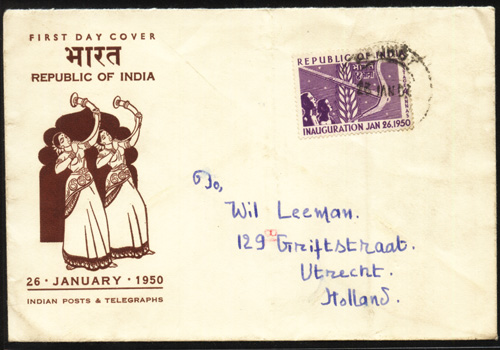 FIRST DAY COVER
भारत
REPUBLIC OF INDIA
REPUBLIC OF INDIA
INAUGURATION JAN 26, 1950
To,
Wil Leeman.
129 Griftstraat.
Utrecht.
Holland.
26 · JANUARY · 1950
INDIAN POSTS & TELEGRAPHS